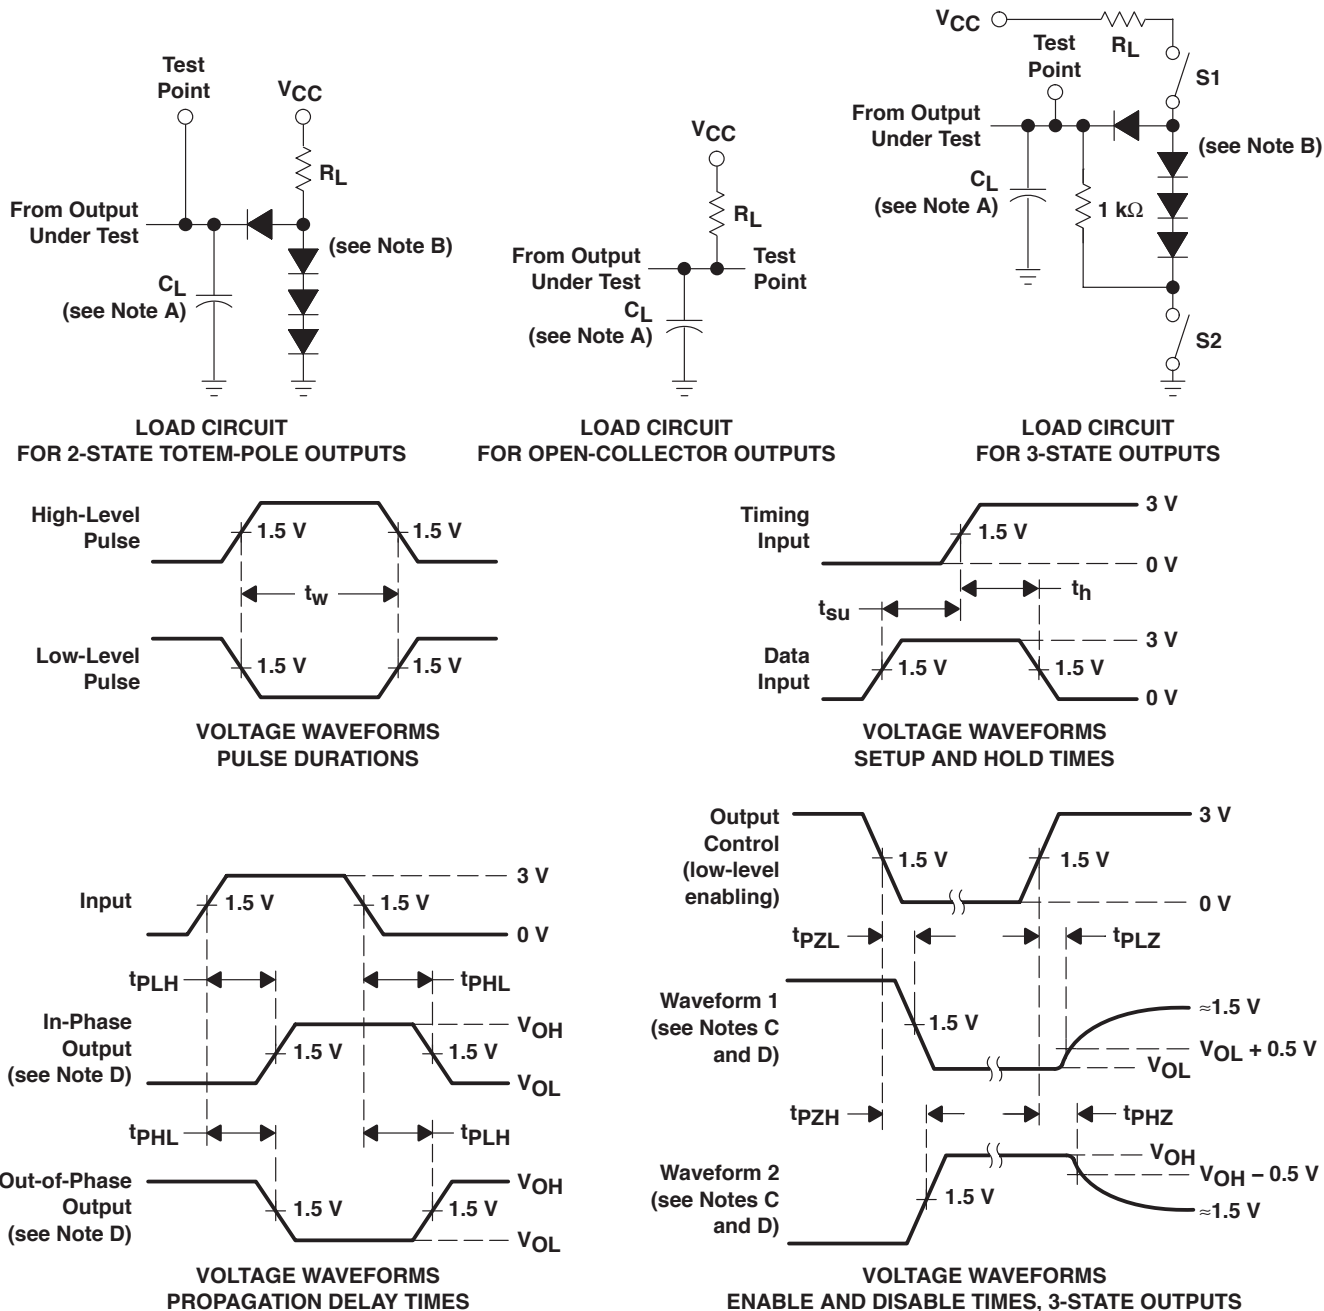 Test
Point
VCC
RL
From Output
Under Test
(see Note B)
CL
(see Note A)
LOAD CIRCUIT
FOR 2-STATE TOTEM-POLE OUTPUTS
VCC
RL
From Output
Under Test
Test
Point
CL
(see Note A)
LOAD CIRCUIT
FOR OPEN-COLLECTOR OUTPUTS
VCC
RL
Test
Point
S1
From Output
Under Test
(see Note B)
CL
(see Note A)
1 kΩ
S2
LOAD CIRCUIT
FOR 3-STATE OUTPUTS
High-Level
Pulse
1.5 V
1.5 V
tw
Low-Level
Pulse
1.5 V
1.5 V
VOLTAGE WAVEFORMS
PULSE DURATIONS
Timing
Input
3 V
1.5 V
0 V
th
tsu
Data
Input
3 V
1.5 V
1.5 V
0 V
VOLTAGE WAVEFORMS
SETUP AND HOLD TIMES
Input
3 V
1.5 V
1.5 V
0 V
tPLH
tPHL
In-Phase
Output
(see Note D)
VOH
1.5 V
1.5 V
VOL
tPHL
tPLH
Out-of-Phase
Output
(see Note D)
VOH
1.5 V
1.5 V
VOL
VOLTAGE WAVEFORMS
PROPAGATION DELAY TIMES
Output
Control
(low-level
enabling)
3 V
1.5 V
1.5 V
0 V
tPZL
tPLZ
Waveform 1
(see Notes C
and D)
1.5 V
≈1.5 V
VOL + 0.5 V
VOL
tPZH
tPHZ
Waveform 2
(see Notes C
and D)
1.5 V
VOH
VOH – 0.5 V
≈1.5 V
VOLTAGE WAVEFORMS
ENABLE AND DISABLE TIMES, 3-STATE OUTPUTS